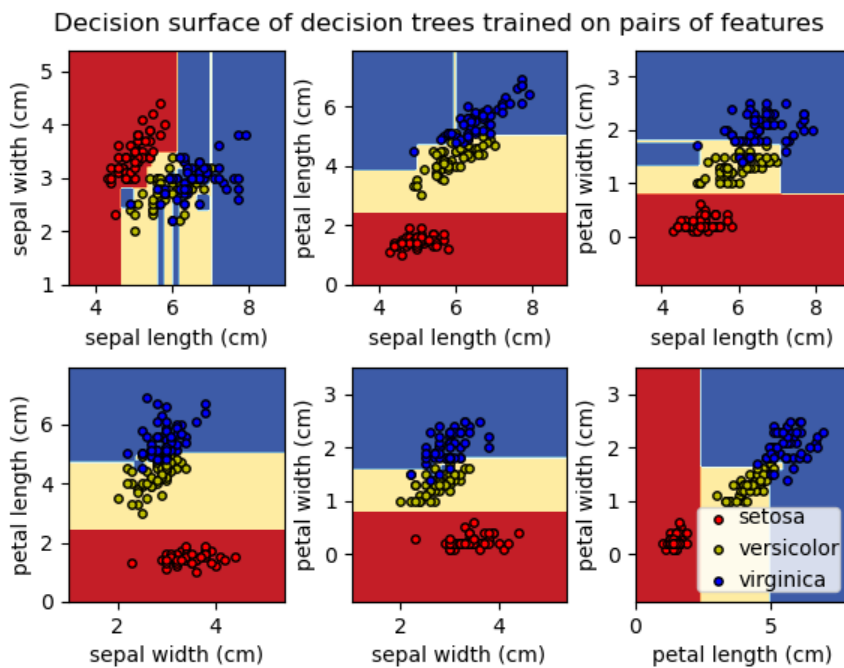 Decision surface of decision trees trained on pairs of features
sepal width (cm)
5
4
3
2
1
4
6
8
sepal length (cm)
petal length (cm)
6
4
2
0
4
6
8
sepal length (cm)
petal width (cm)
3
2
1
0
4
6
8
sepal length (cm)
petal length (cm)
6
4
2
0
2
4
sepal width (cm)
petal width (cm)
3
2
1
0
2
4
sepal width (cm)
petal width (cm)
3
2
1
0
0
5
petal length (cm)
setosa
versicolor
virginica